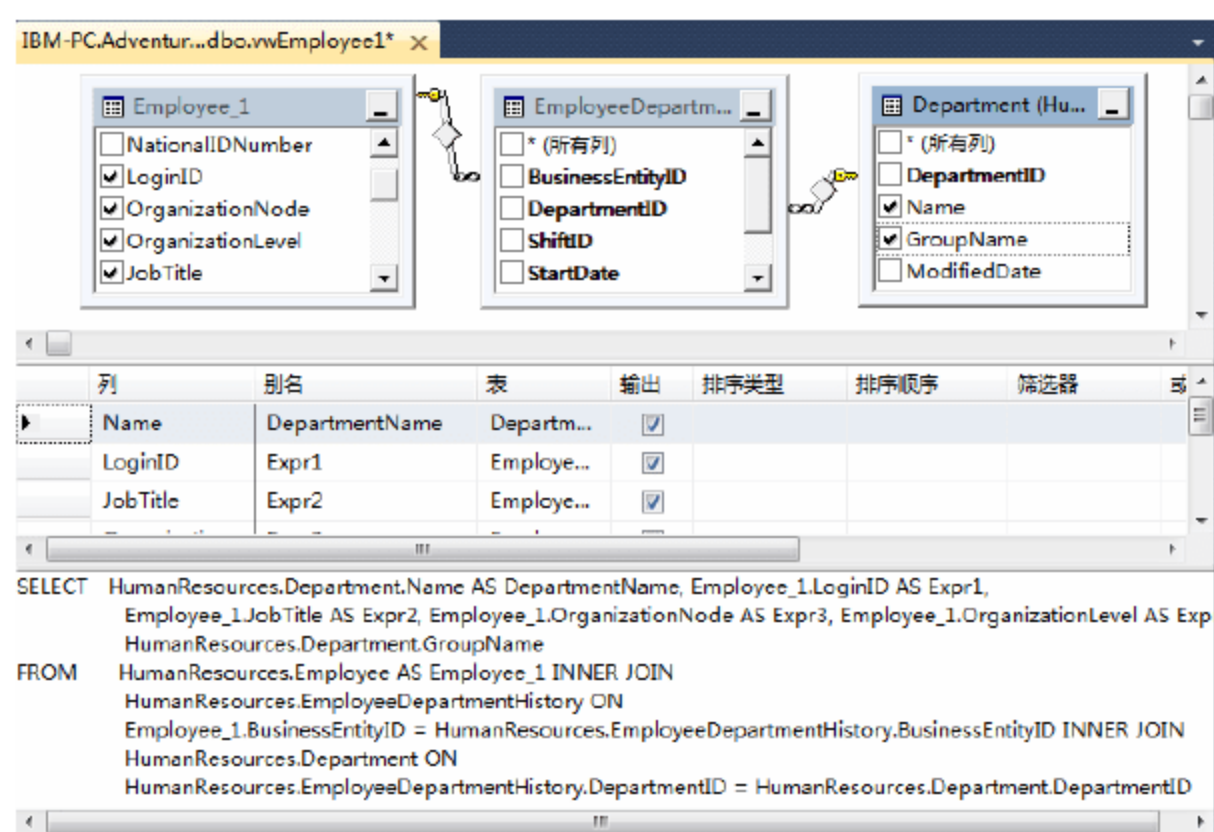 IBM-PC.Adventur...dbo.vwEmployee1*
Employee_1
NationalIDNumber
LoginID
OrganizationNode
OrganizationLevel
JobTitle
EmployeeDepartm...
* (所有列)
BusinessEntityID
DepartmentID
ShiftID
StartDate
Department (Hu...
* (所有列)
DepartmentID
Name
GroupName
ModifiedDate
列 别名 表 输出 排序类型 排序顺序 筛选器 或
Name DepartmentName Departm...
LoginID Expr1 Employe...
JobTitle Expr2 Employe...
SELECT HumanResources.Department.Name AS DepartmentName, Employee_1.LoginID AS Expr1,
Employee_1.JobTitle AS Expr2, Employee_1.OrganizationNode AS Expr3, Employee_1.OrganizationLevel AS Exp
HumanResources.Department.GroupName
FROM HumanResources.Employee AS Employee_1 INNER JOIN
HumanResources.EmployeeDepartmentHistory ON
Employee_1.BusinessEntityID = HumanResources.EmployeeDepartmentHistory.BusinessEntityID INNER JOIN
HumanResources.Department ON
HumanResources.EmployeeDepartmentHistory.DepartmentID = HumanResources.Department.DepartmentID